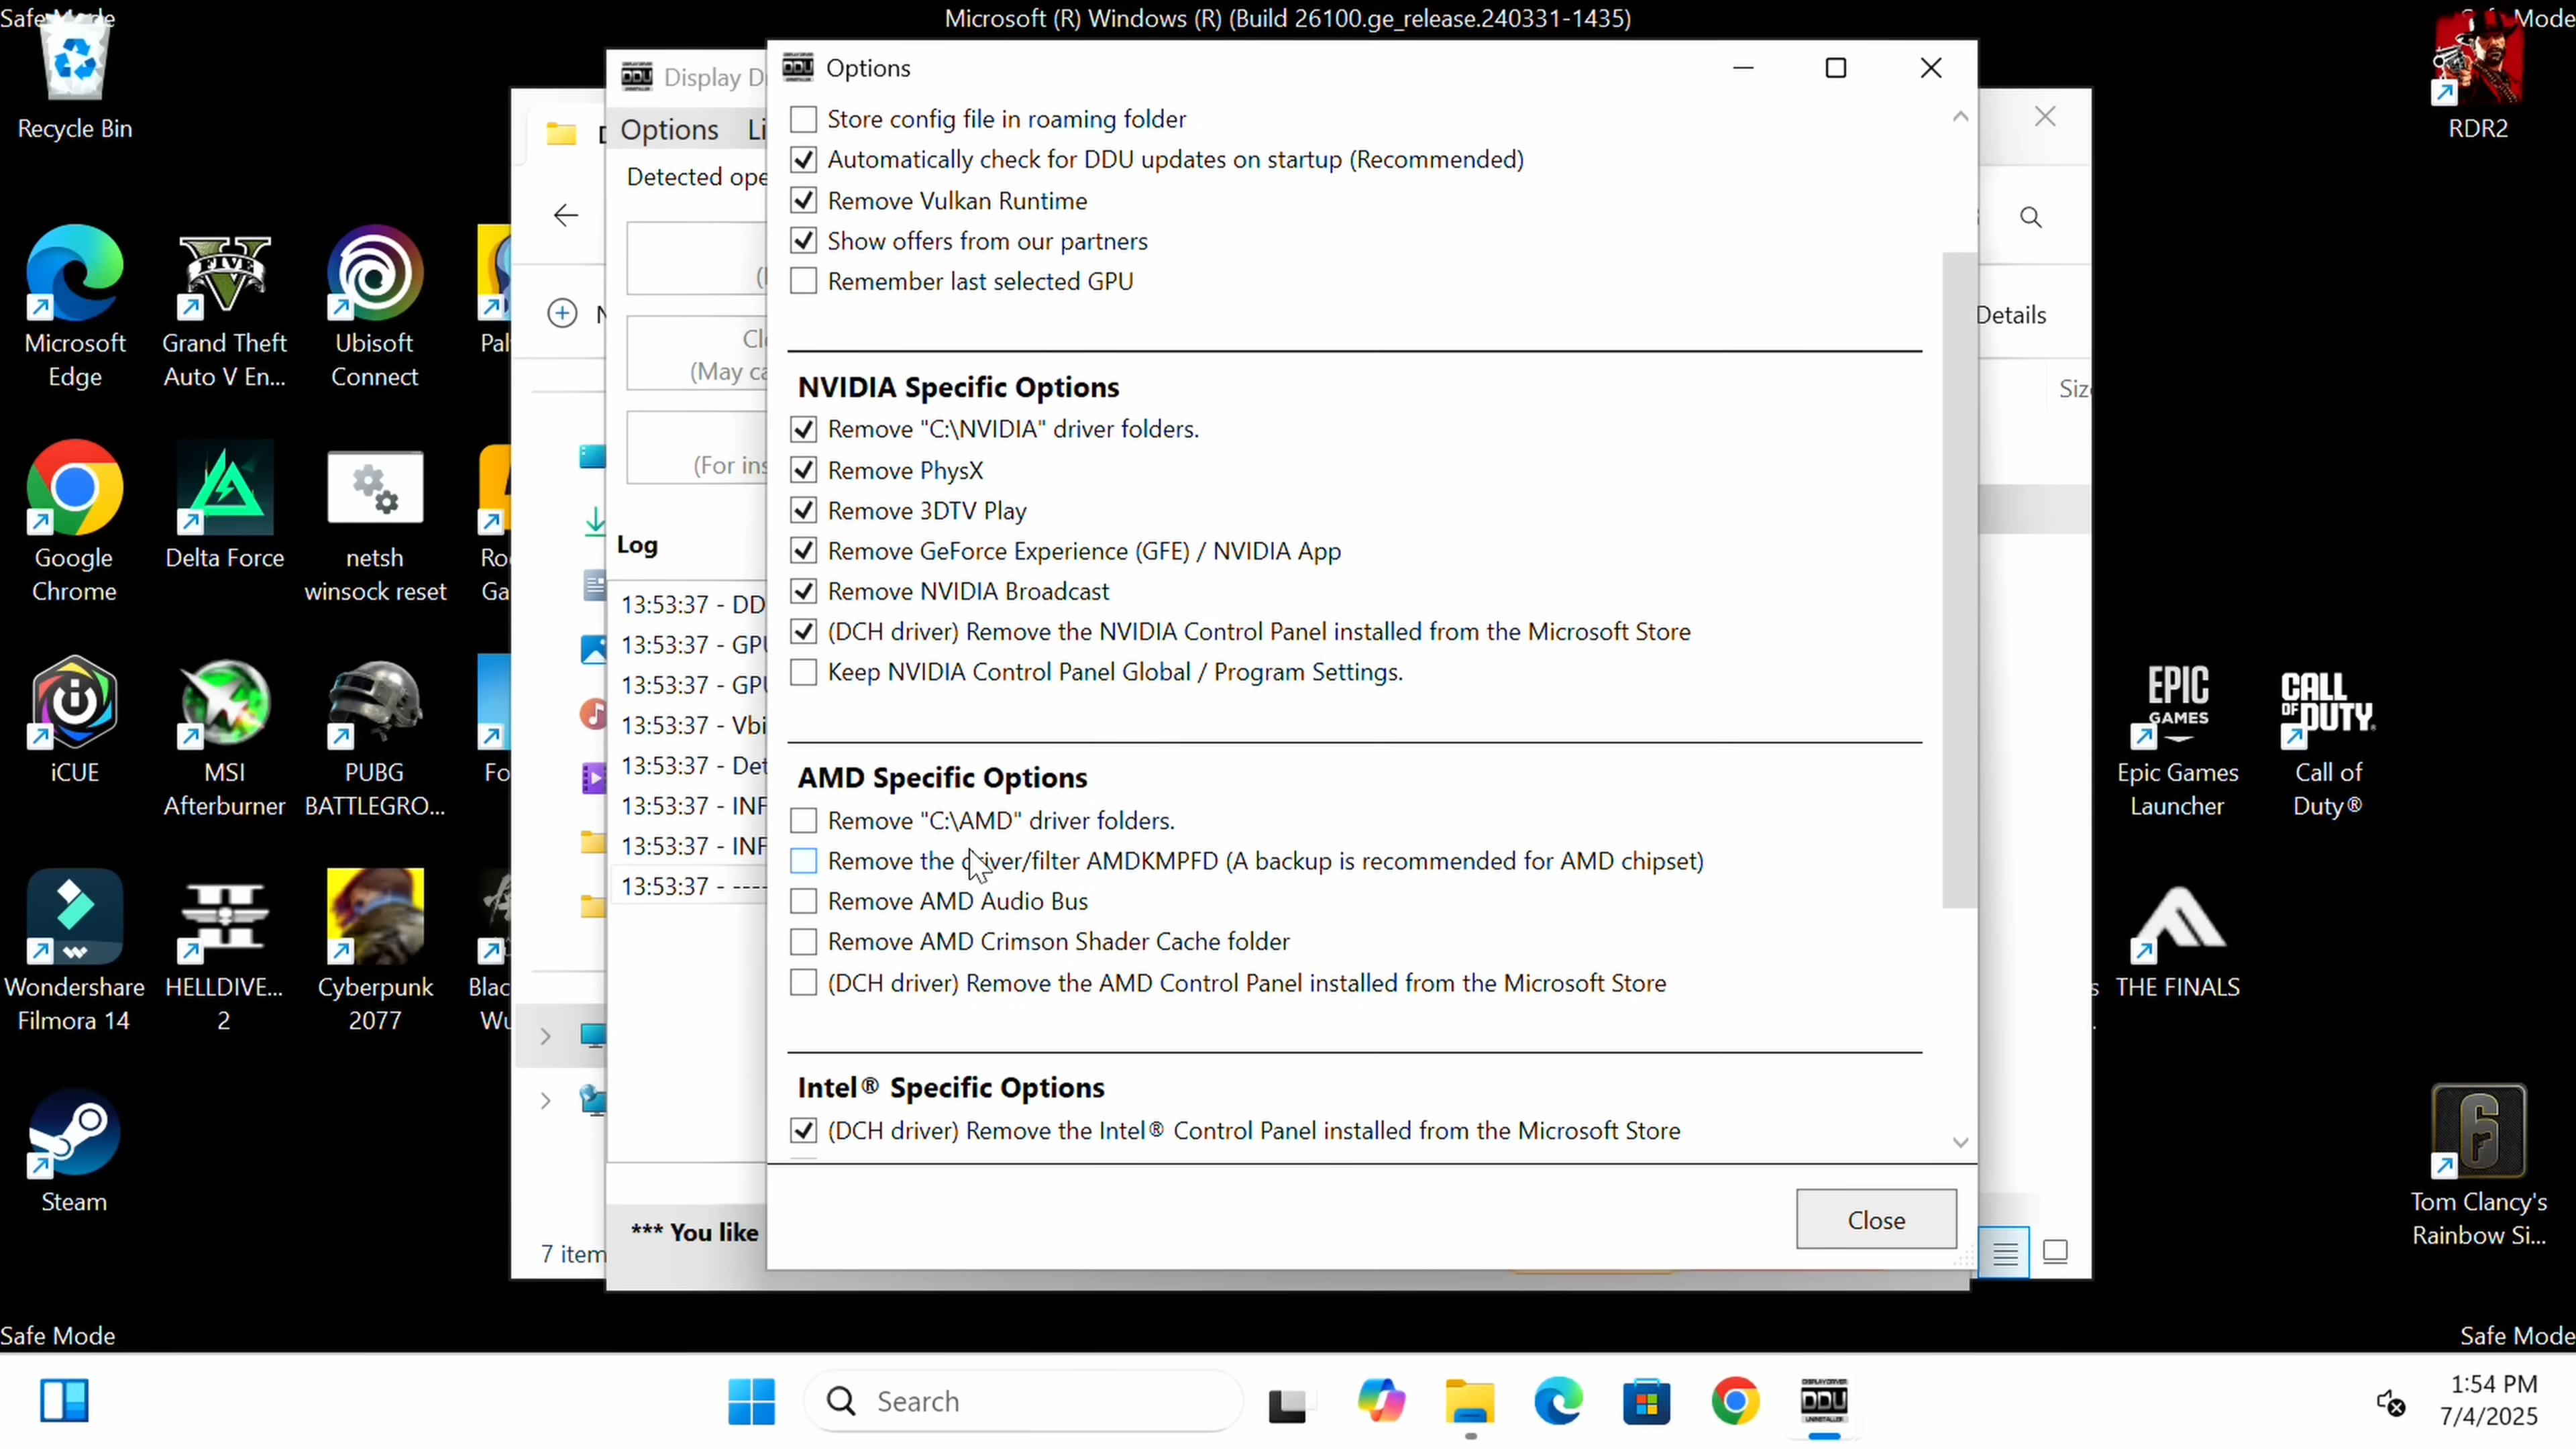 Safe Mode
Microsoft (R) Windows (R) (Build 26100.ge_release.240331-1435)
Safe Mode
Recycle Bin
Microsoft Edge
Grand Theft Auto V En...
Ubisoft Connect
Google Chrome
Delta Force
netsh winsock reset
iCUE
MSI Afterburner
PUBG BATTLEGRO...
Wondershare Filmora 14
HELLDIVE... 2
Cyberpunk 2077
Steam
Display D
Options
Detected ope
(May ca
(For ins
Log
13:53:37 - DD
13:53:37 - GPU
13:53:37 - GPU
13:53:37 - Vbi
13:53:37 - Det
13:53:37 - INF
13:53:37 - INF
13:53:37 - ----
*** You like
7 item
Options
Store config file in roaming folder
Automatically check for DDU updates on startup (Recommended)
Remove Vulkan Runtime
Show offers from our partners
Remember last selected GPU
NVIDIA Specific Options
Remove "C:\NVIDIA" driver folders.
Remove PhysX
Remove 3DTV Play
Remove GeForce Experience (GFE) / NVIDIA App
Remove NVIDIA Broadcast
(DCH driver) Remove the NVIDIA Control Panel installed from the Microsoft Store
Keep NVIDIA Control Panel Global / Program Settings.
AMD Specific Options
Remove "C:\AMD" driver folders.
Remove the driver/filter AMDKMPFD (A backup is recommended for AMD chipset)
Remove AMD Audio Bus
Remove AMD Crimson Shader Cache folder
(DCH driver) Remove the AMD Control Panel installed from the Microsoft Store
Intel® Specific Options
(DCH driver) Remove the Intel® Control Panel installed from the Microsoft Store
Close
Details
Size
RDR2
EPIC GAMES
Epic Games Launcher
CALL OF DUTY
Call of Duty®
THE FINALS
Tom Clancy's Rainbow Si...
Safe Mode
Safe Mode
Search
DDU
1:54 PM
7/4/2025